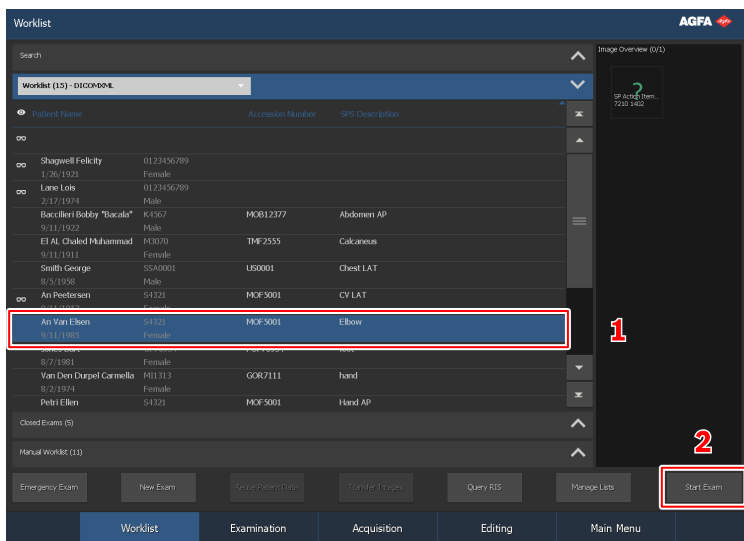 Worklist
AGFA
Search
Image Overview (0/1)
Worklist (15) - DICOMXML
?
SP Action Item...
7210 1402
Patient Name Accession Number SPS Description
Shagwell Felicity 0123456789
1/26/1921 Female
Lane Lois 0123456789
2/17/1974 Male
Baccilieri Bobby "Bacala" K4567 MOB12377 Abdomen AP
9/11/1922 Male
El AL Chaled Muhammad M3070 TMF2555 Calcaneus
9/11/1911 Female
Smith George SSA0001 US0001 Chest LAT
8/5/1958 Male
An Peetersen S4321 MOF5001 CV LAT
An Van Elsen S4321 MOF5001 Elbow
9/11/1985 Female
1
8/7/1981 Female
Van Den Durpel Carmella MI1313 GOR7111 hand
8/2/1974 Female
Petri Ellen S4321 MOF5001 Hand AP
Closed Exams (5)
Manual Worklist (11)
2
Emergency Exam New Exam Reuse Patient Data Transfer Images Query RIS Manage Lists Start Exam
Worklist Examination Acquisition Editing Main Menu